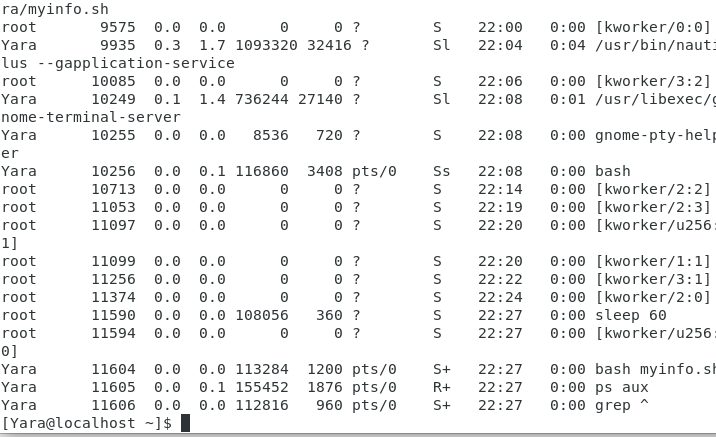 ra/myinfo.sh
root       9575  0.0  0.0      0     0 ?        S    22:00   0:00 [kworker/0:0]
Yara       9935  0.3  1.7 1093320 32416 ?       Sl   22:04   0:04 /usr/bin/nauti
lus --gapplication-service
root      10085  0.0  0.0      0     0 ?        S    22:06   0:00 [kworker/3:2]
Yara      10249  0.1  1.4 736244 27140 ?        Sl   22:08   0:01 /usr/libexec/g
nome-terminal-server
Yara      10255  0.0  0.0   8536   720 ?        S    22:08   0:00 gnome-pty-help
er
Yara      10256  0.0  0.1 116860  3408 pts/0    Ss   22:08   0:00 bash
root      10713  0.0  0.0      0     0 ?        S    22:14   0:00 [kworker/2:2]
root      11053  0.0  0.0      0     0 ?        S    22:19   0:00 [kworker/2:3]
root      11097  0.0  0.0      0     0 ?        S    22:20   0:00 [kworker/u256:
1]
root      11099  0.0  0.0      0     0 ?        S    22:20   0:00 [kworker/1:1]
root      11256  0.0  0.0      0     0 ?        S    22:22   0:00 [kworker/3:1]
root      11374  0.0  0.0      0     0 ?        S    22:24   0:00 [kworker/2:0]
root      11590  0.0  0.0 108056   360 ?        S    22:27   0:00 sleep 60
root      11594  0.0  0.0      0     0 ?        S    22:27   0:00 [kworker/u256:
0]
Yara      11604  0.0  0.0 113284  1200 pts/0    S+   22:27   0:00 bash myinfo.sh
Yara      11605  0.0  0.1 155452  1876 pts/0    R+   22:27   0:00 ps aux
Yara      11606  0.0  0.0 112816   960 pts/0    S+   22:27   0:00 grep ^
[Yara@localhost ~]$